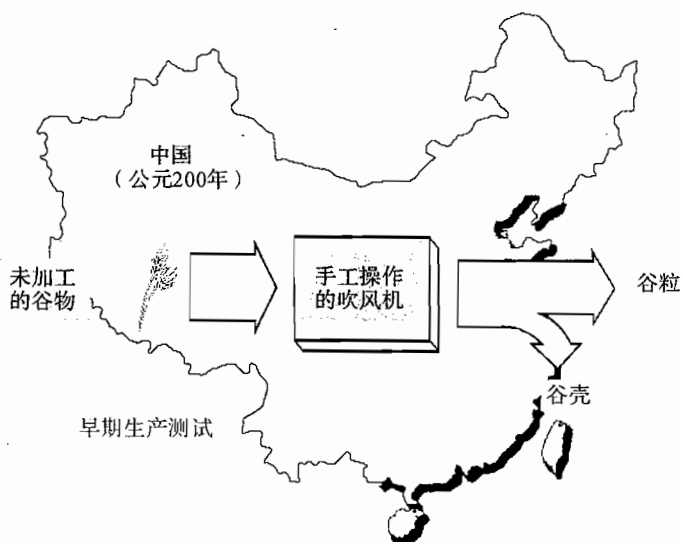 中国
（公元200年）
未加工
的谷物
手工操作
的吹风机
谷粒
谷壳
早期生产测试